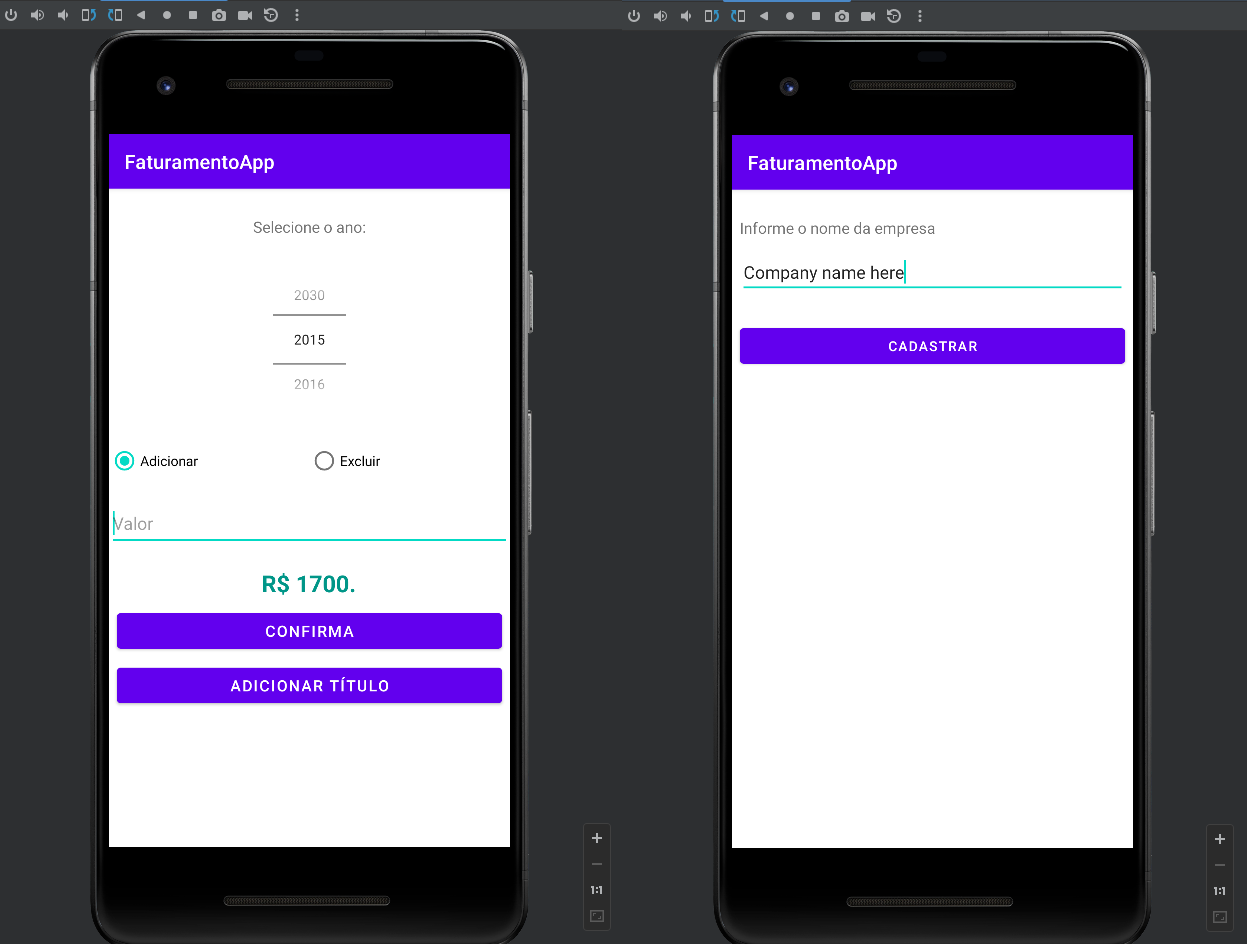 FaturamentoApp
Selecione o ano:
2030
2015
2016
Adicionar
Excluir
Valor
R$ 1700.
CONFIRMA
ADICIONAR TÍTULO
1:1
FaturamentoApp
Informe o nome da empresa
Company name here
CADASTRAR
1:1